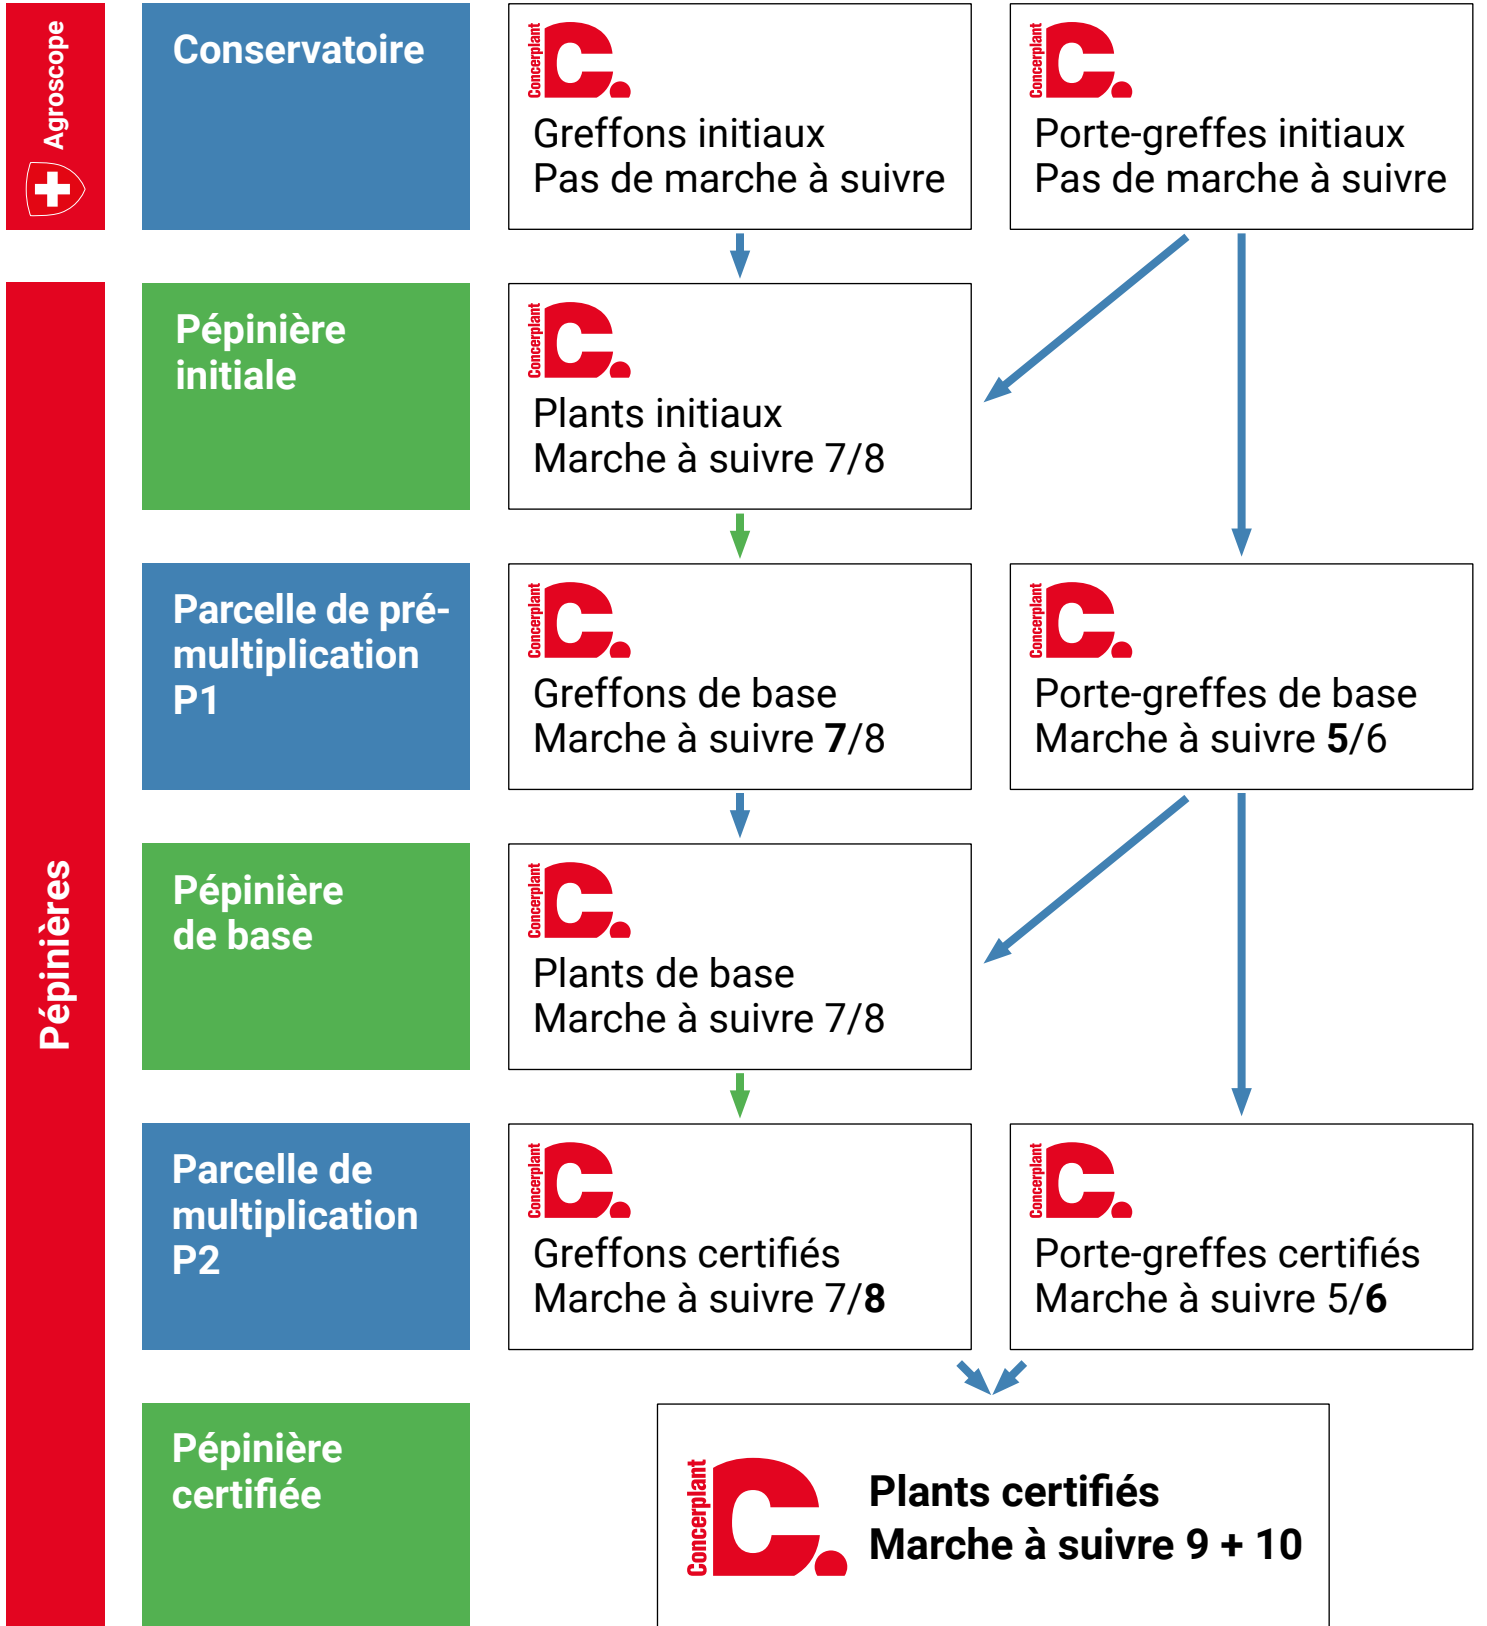 Agroscope
Conservatoire
Concerplant
Greffons initiaux
Pas de marche à suivre
Concerplant
Porte-greffes initiaux
Pas de marche à suivre
Pépinières
Pépinière
initiale
Concerplant
Plants initiaux
Marche à suivre 7/8
Parcelle de pré-
multiplication
P1
Concerplant
Greffons de base
Marche à suivre 7/8
Concerplant
Porte-greffes de base
Marche à suivre 5/6
Pépinière
de base
Concerplant
Plants de base
Marche à suivre 7/8
Parcelle de
multiplication
P2
Concerplant
Greffons certifiés
Marche à suivre 7/8
Concerplant
Porte-greffes certifiés
Marche à suivre 5/6
Pépinière
certifiée
Concerplant
Plants certifiés
Marche à suivre 9 + 10